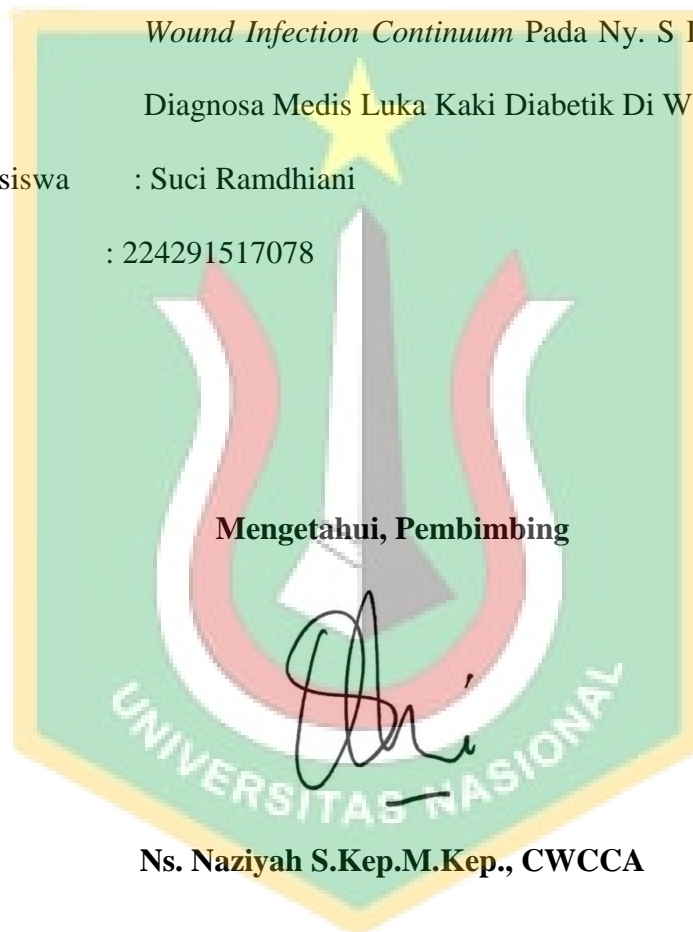 Wound Infection Continuum Pada Ny. S
Diagnosa Medis Luka Kaki Diabetik Di W
siswa : Suci Ramdhiani
: 224291517078
Mengetahui, Pembimbing
UNIVERSITAS NASIONAL
Ns. Naziyah S.Kep.M.Kep., CWCCA